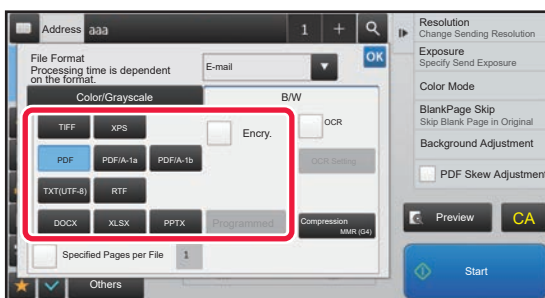 Address aaa 1 +
File Format
Processing time is dependent
on the format.
E-mail
OK
Color/Grayscale
B/W
TIFF XPS
Encry.
OCR
PDF PDF/A-1a PDF/A-1b
OCR Setting
TXT(UTF-8) RTF
DOCX XLSX PPTX
Programmed
Compression
MMR (G4)
Specified Pages per File 1
Others
Resolution
Change Sending Resolution
Exposure
Specify Send Exposure
Color Mode
BlankPage Skip
Skip Blank Page in Original
Background Adjustment
PDF Skew Adjustment
Preview
CA
Start